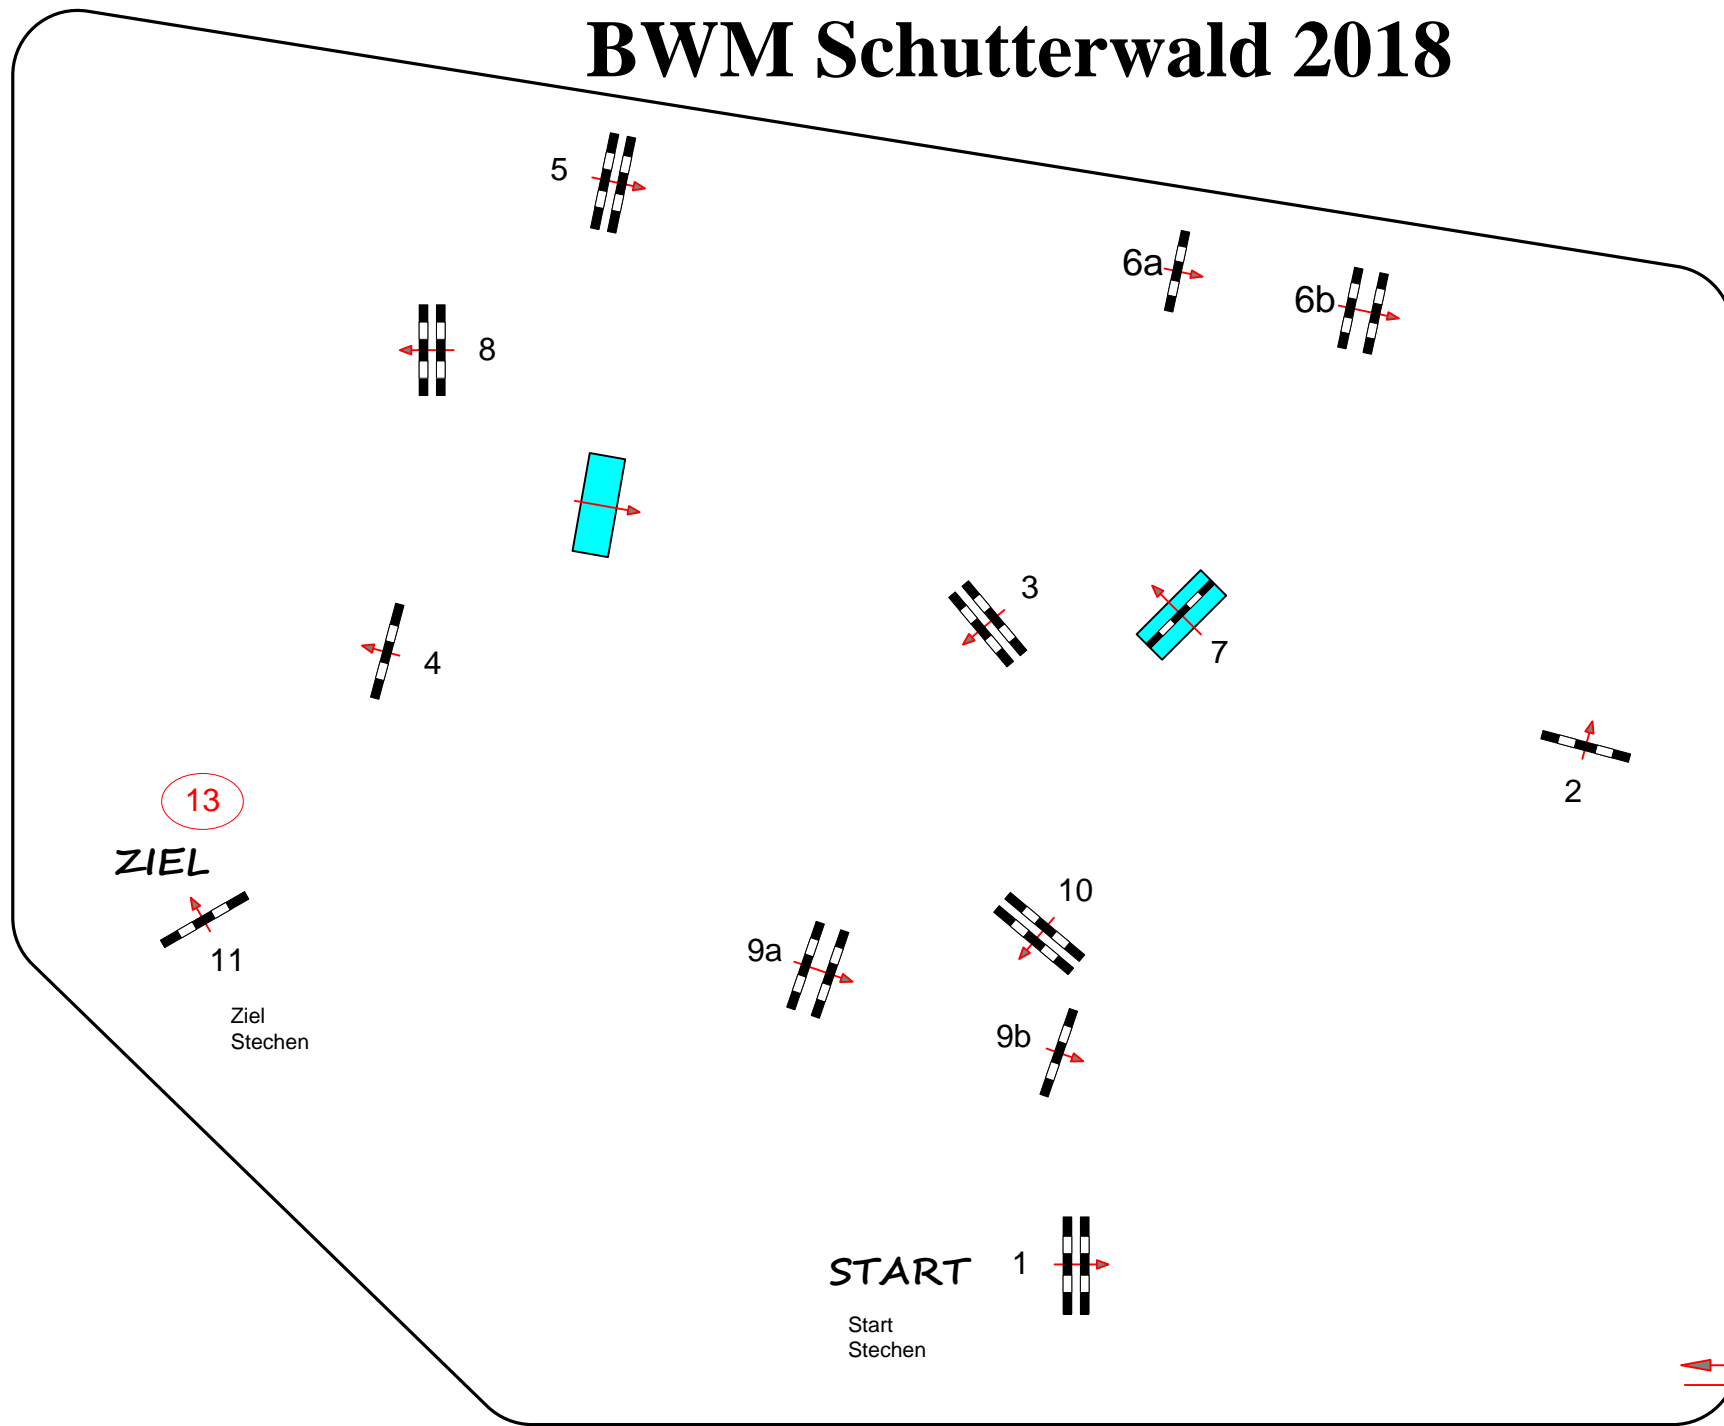 BWM Schutterwald 2018
5
6a
6b
8
3
7
4
2
13
ZIEL
10
11
9a
Ziel
Stechen
9b
START
1
Start
Stechen